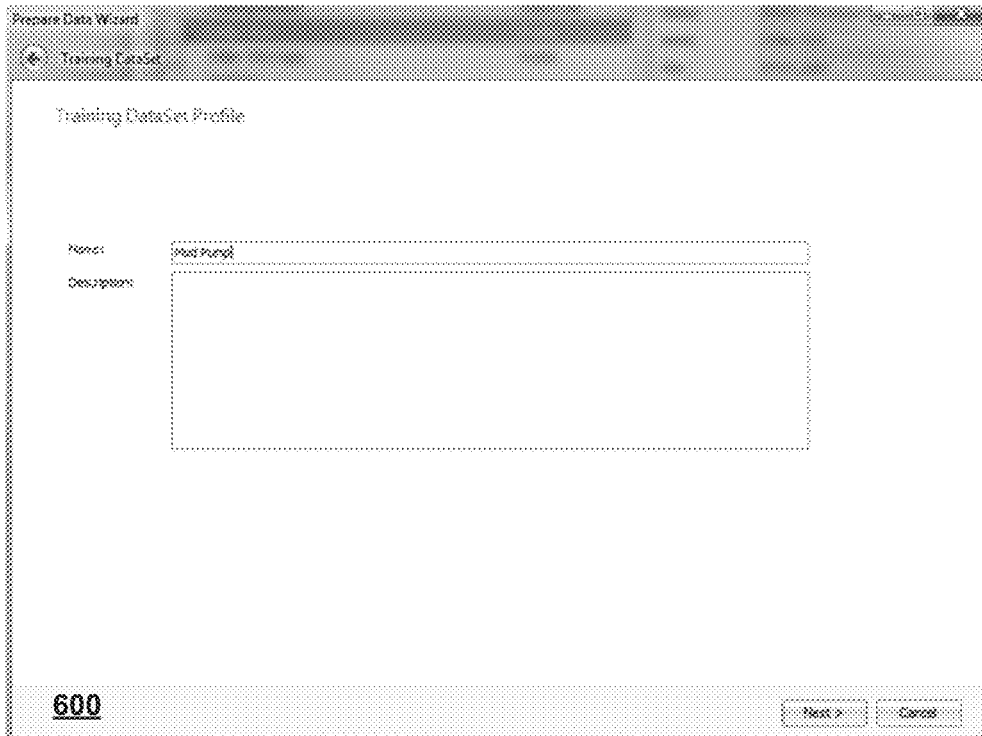 Prepare Data Wizard
Training DataSet
Training DataSet Profile
Name:
Mud Pump
Description:
600
Next >
Cancel